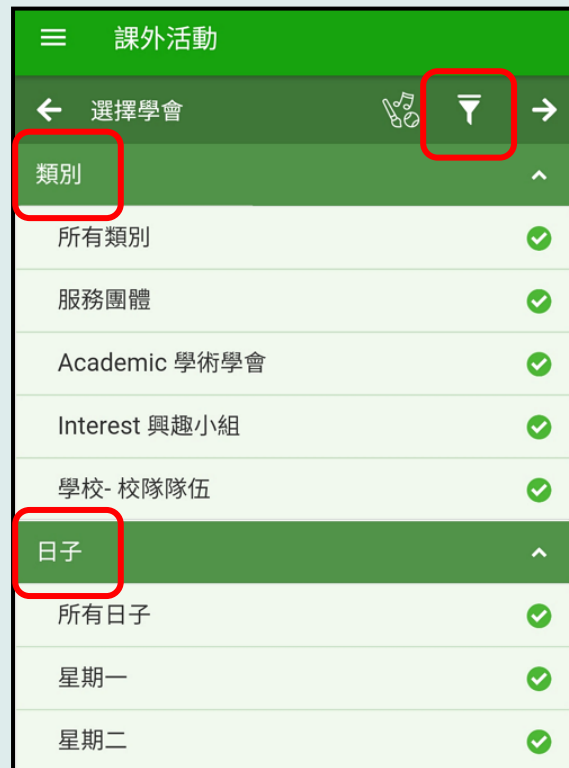 課外活動
選擇學會
類別
所有類別
服務團體
Academic 學術學會
Interest 興趣小組
學校- 校隊隊伍
日子
所有日子
星期一
星期二